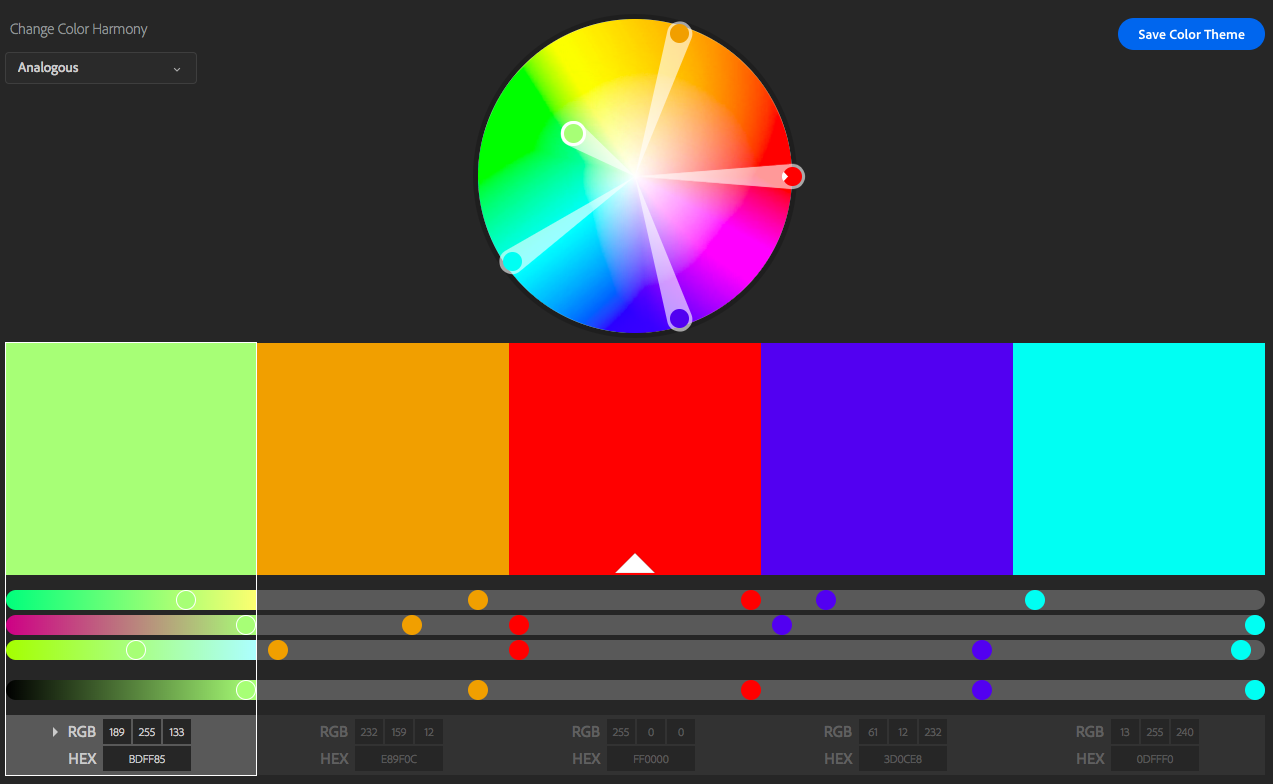 Change Color Harmony
Save Color Theme
Analogous
RGB 189 255 133
HEX BDFF85
RGB 232 159 12
HEX E89F0C
RGB 255 0 0
HEX FF0000
RGB 61 12 232
HEX 3D0CE8
RGB 13 255 240
HEX 0DFFF0